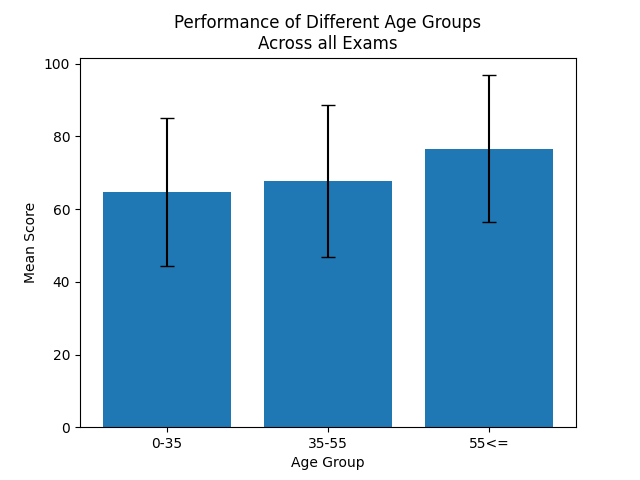 Performance of Different Age Groups
Across all Exams
100
80
60
40
20
0
Mean Score
0-35
35-55
55<=
Age Group